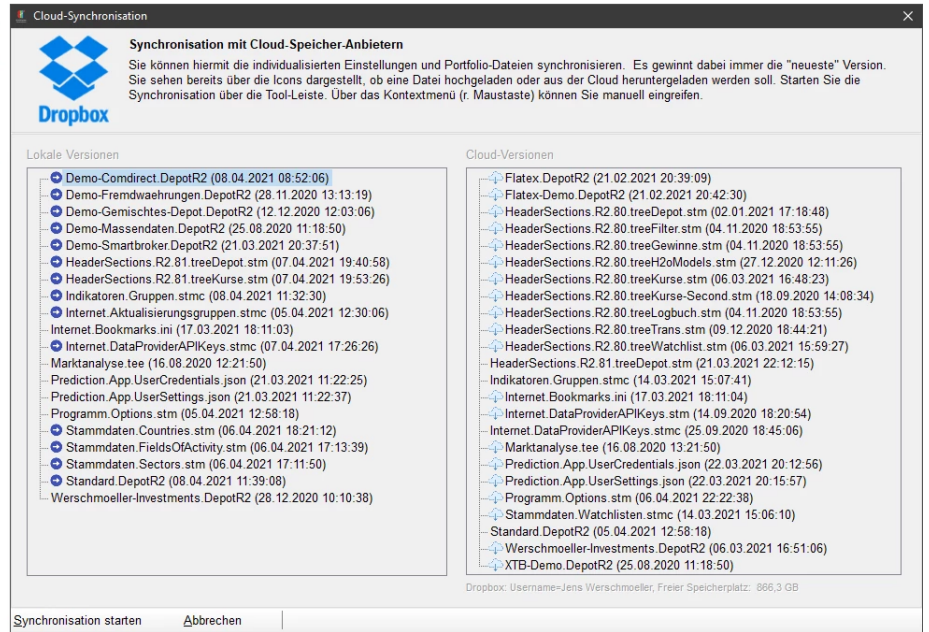 Cloud-Synchronisation
Synchronisation mit Cloud-Speicher-Anbietern
Sie können hiermit die individualisierten Einstellungen und Portfolio-Dateien synchronisieren. Es gewinnt dabei immer die "neueste" Version.
Sie sehen bereits über die Icons dargestellt, ob eine Datei hochgeladen oder aus der Cloud heruntergeladen werden soll. Starten Sie die
Synchronisation über die Tool-Leiste. Über das Kontextmenü (r. Maustaste) können Sie manuell eingreifen.
Dropbox
Lokale Versionen
Demo-Comdirect.DepotR2 (08.04.2021 08:52:06)
Demo-Fremdwaehrungen.DepotR2 (28.11.2020 13:13:19)
Demo-Gemischtes-Depot.DepotR2 (12.12.2020 12:03:06)
Demo-Massendaten.DepotR2 (25.08.2020 11:18:50)
Demo-Smartbroker.DepotR2 (21.03.2021 20:37:51)
HeaderSections.R2.81.treeDepot.stm (07.04.2021 19:40:58)
HeaderSections.R2.81.treeKurse.stm (07.04.2021 19:53:26)
Indikatoren.Gruppen.stmc (08.04.2021 11:32:30)
Internet.Aktualisierungsgruppen.stmc (05.04.2021 12:30:06)
Internet.Bookmarks.ini (17.03.2021 18:11:03)
Internet.DataProviderAPIKeys.stmc (07.04.2021 17:26:26)
Marktanalyse.tee (16.08.2020 12:21:50)
Prediction.App.UserCredentials.json (21.03.2021 11:22:25)
Prediction.App.UserSettings.json (21.03.2021 11:22:37)
Programm.Options.stm (05.04.2021 12:58:18)
Stammdaten.Countries.stm (06.04.2021 18:21:12)
Stammdaten.FieldsOfActivity.stm (06.04.2021 17:13:39)
Stammdaten.Sectors.stm (06.04.2021 17:11:50)
Standard.DepotR2 (08.04.2021 11:39:08)
Werschmoeller-Investments.DepotR2 (28.12.2020 10:10:38)
Cloud-Versionen
Flatex.DepotR2 (21.02.2021 20:39:09)
Flatex-Demo.DepotR2 (21.02.2021 20:42:30)
HeaderSections.R2.80.treeDepot.stm (02.01.2021 17:18:48)
HeaderSections.R2.80.treeFilter.stm (04.11.2020 18:53:55)
HeaderSections.R2.80.treeGewinne.stm (04.11.2020 18:53:55)
HeaderSections.R2.80.treeH2oModels.stm (27.12.2020 12:11:26)
HeaderSections.R2.80.treeKurse.stm (06.03.2021 16:48:23)
HeaderSections.R2.80.treeKurse-Second.stm (18.09.2020 14:08:34)
HeaderSections.R2.80.treeLogbuch.stm (04.11.2020 18:53:55)
HeaderSections.R2.80.treeTrans.stm (09.12.2020 18:44:21)
HeaderSections.R2.80.treeWatchlist.stm (06.03.2021 15:59:27)
HeaderSections.R2.81.treeDepot.stm (21.03.2021 22:12:15)
Indikatoren.Gruppen.stmc (14.03.2021 15:07:41)
Internet.Bookmarks.ini (17.03.2021 18:11:04)
Internet.DataProviderAPIKeys.stm (14.09.2020 18:20:54)
Internet.DataProviderAPIKeys.stmc (25.09.2020 18:45:06)
Marktanalyse.tee (16.08.2020 13:21:50)
Prediction.App.UserCredentials.json (22.03.2021 20:12:56)
Prediction.App.UserSettings.json (22.03.2021 20:15:57)
Programm.Options.stm (06.04.2021 22:22:38)
Stammdaten.Watchlisten.stmc (14.03.2021 15:06:10)
Standard.DepotR2 (05.04.2021 12:58:18)
Werschmoeller-Investments.DepotR2 (06.03.2021 16:51:06)
XTB-Demo.DepotR2 (25.08.2020 11:18:50)
Dropbox: Username=Jens Werschmoeller, Freier Speicherplatz: 866,3 GB
Synchronisation starten Abbrechen